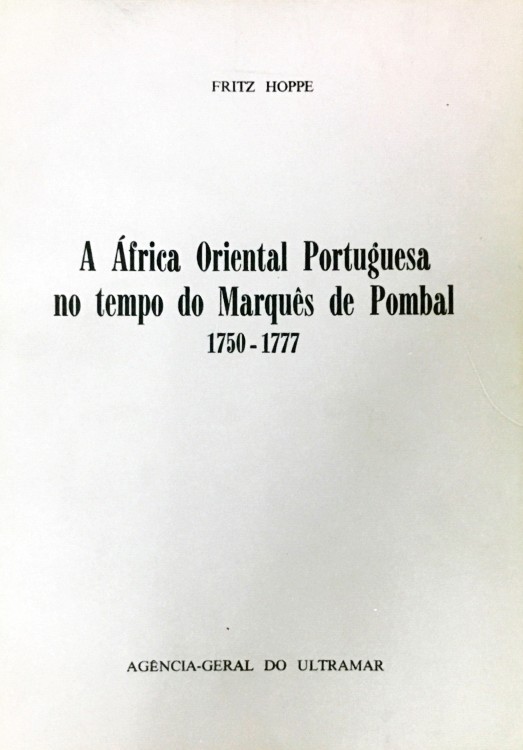 FRITZ HOPPE
A África Oriental Portuguesa
no tempo do Marquês de Pombal
1750-1777
AGÊNCIA-GERAL DO ULTRAMAR